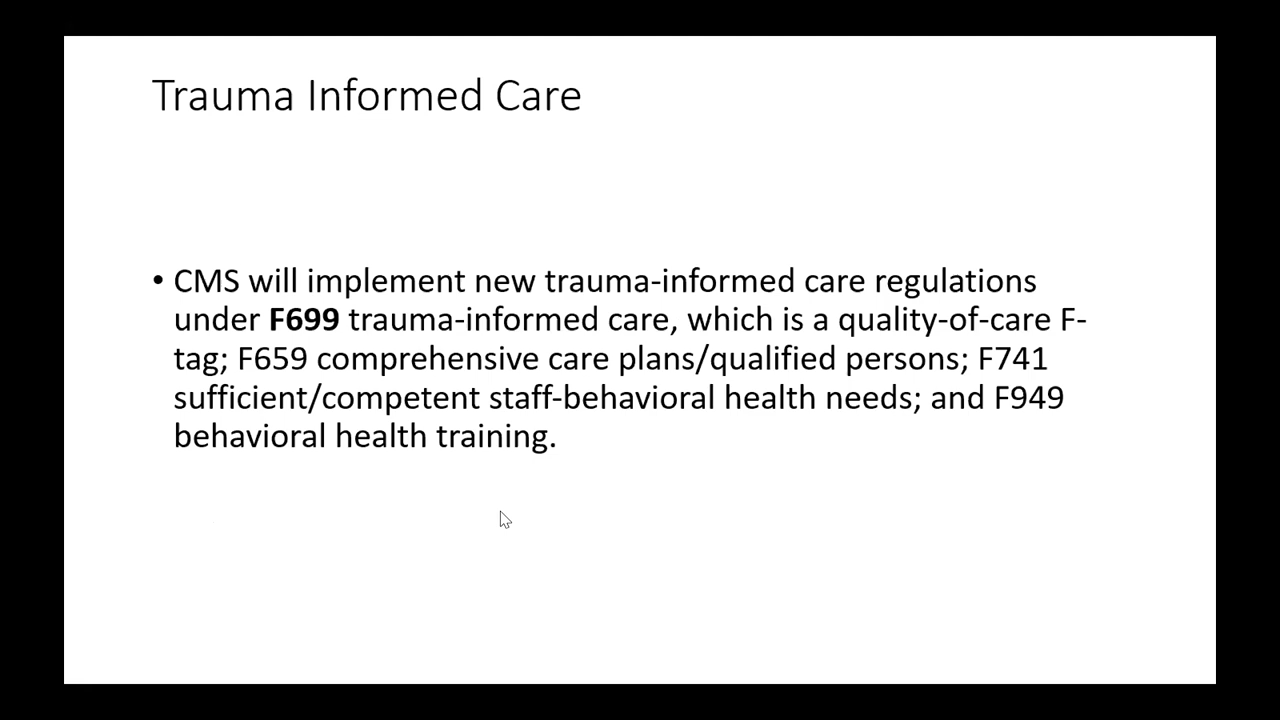 Trauma Informed Care
• CMS will implement new trauma-informed care regulations
under F699 trauma-informed care, which is a quality-of-care F-
tag; F659 comprehensive care plans/qualified persons; F741
sufficient/competent staff-behavioral health needs; and F949
behavioral health training.